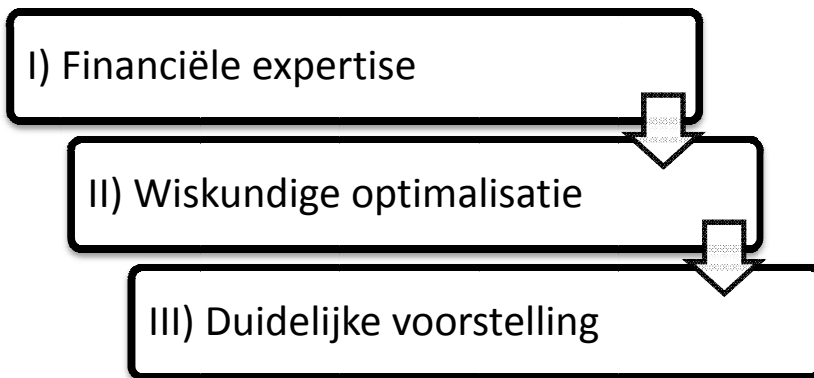 I) Financiële expertise
II) Wiskundige optimalisatie
III) Duidelijke voorstelling